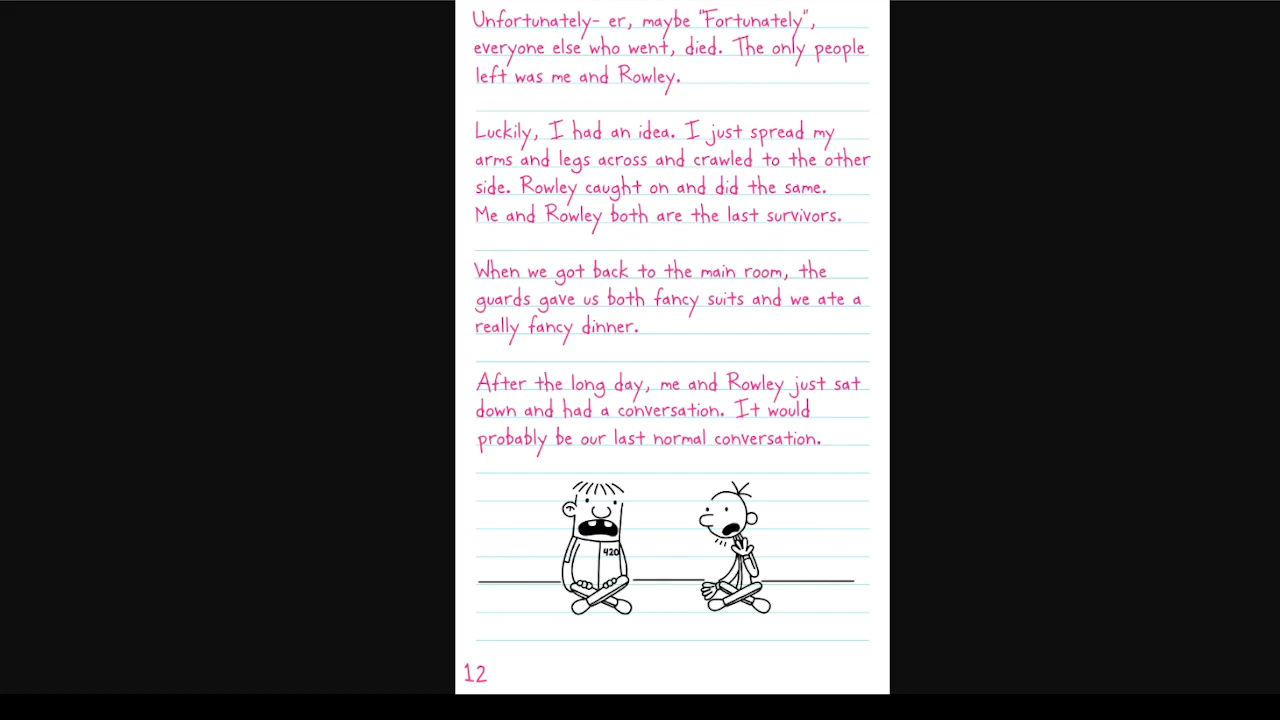 Unfortunately- er, maybe "Fortunately",
everyone else who went, died. The only people
left was me and Rowley.
Luckily, I had an idea. I just spread my
arms and legs across and crawled to the other
side. Rowley caught on and did the same.
Me and Rowley both are the last survivors.
When we got back to the main room, the
guards gave us both fancy suits and we ate a
really fancy dinner.
After the long day, me and Rowley just sat
down and had a conversation. It would
probably be our last normal conversation.
420
12